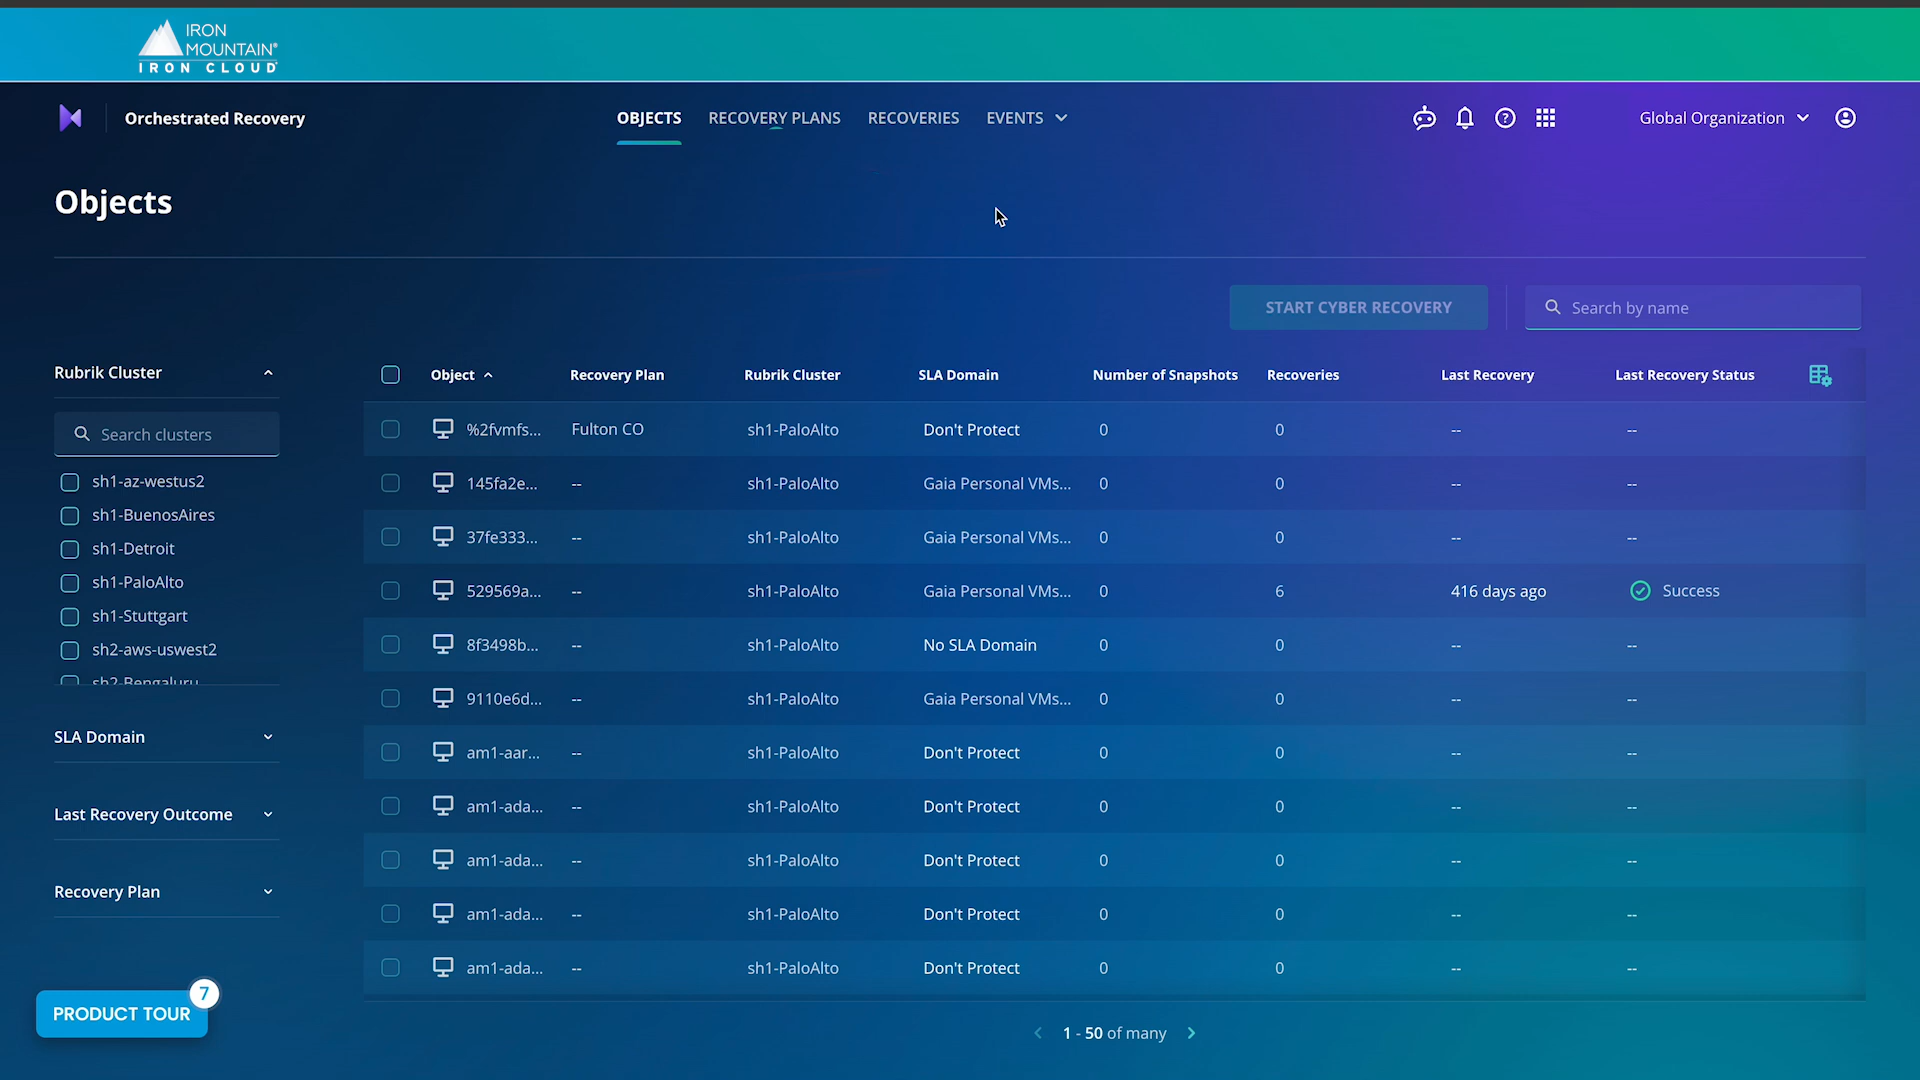 IRON
MOUNTAIN®
IRON CLOUD
Orchestrated Recovery
OBJECTS
RECOVERY PLANS
RECOVERIES
EVENTS
Global Organization
Objects
START CYBER RECOVERY
Search by name
Rubrik Cluster
Search clusters
sh1-az-westus2
sh1-BuenosAires
sh1-Detroit
sh1-PaloAlto
sh1-Stuttgart
sh2-aws-uswest2
sh2-Bengaluru
SLA Domain
Last Recovery Outcome
Recovery Plan
Object Recovery Plan Rubrik Cluster SLA Domain Number of Snapshots Recoveries Last Recovery Last Recovery Status
%2fvmfs... Fulton CO sh1-PaloAlto Don't Protect 0 0 -- --
145fa2e... -- sh1-PaloAlto Gaia Personal VMs... 0 0 -- --
37fe333... -- sh1-PaloAlto Gaia Personal VMs... 0 0 -- --
529569a... -- sh1-PaloAlto Gaia Personal VMs... 0 6 416 days ago Success
8f3498b... -- sh1-PaloAlto No SLA Domain 0 0 -- --
9110e6d... -- sh1-PaloAlto Gaia Personal VMs... 0 0 -- --
am1-aar... -- sh1-PaloAlto Don't Protect 0 0 -- --
am1-ada... -- sh1-PaloAlto Don't Protect 0 0 -- --
am1-ada... -- sh1-PaloAlto Don't Protect 0 0 -- --
am1-ada... -- sh1-PaloAlto Don't Protect 0 0 -- --
am1-ada... -- sh1-PaloAlto Don't Protect 0 0 -- --
PRODUCT TOUR
7
1 - 50 of many